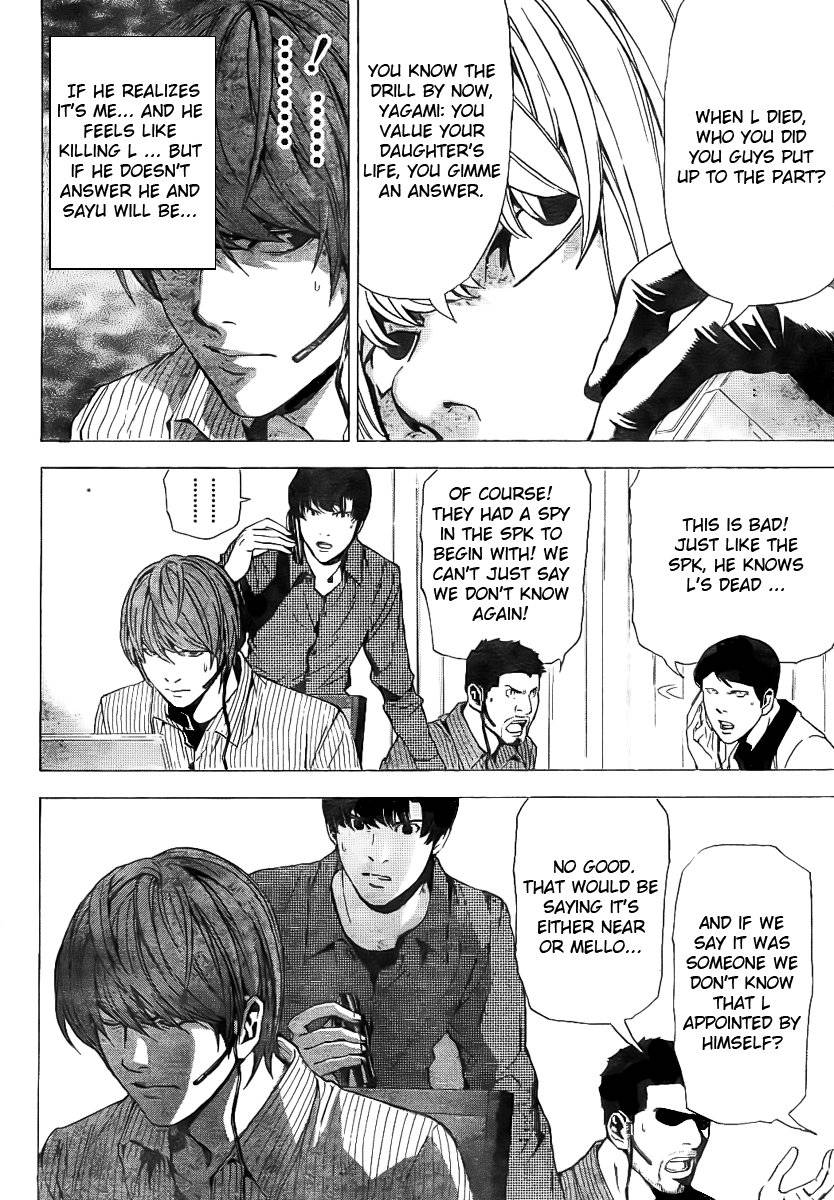 WHEN L DIED,
WHO YOU DID
YOU GUYS PUT
UP TO THE PART?
YOU KNOW THE
DRILL BY NOW,
YAGAMI: YOU
VALUE YOUR
DAUGHTER'S
LIFE, YOU GIMME
AN ANSWER.
!
IF HE REALIZES
IT'S ME... AND HE
FEELS LIKE
KILLING L ... BUT
IF HE DOESN'T
ANSWER HE AND
SAYU WILL BE...
THIS IS BAD!
JUST LIKE THE
SPK, HE KNOWS
L'S DEAD ...
OF COURSE!
THEY HAD A SPY
IN THE SPK TO
BEGIN WITH! WE
CAN'T JUST SAY
WE DON'T KNOW
AGAIN!
AND IF WE
SAY IT WAS
SOMEONE WE
DON'T KNOW
THAT L
APPOINTED BY
HIMSELF?
NO GOOD.
THAT WOULD BE
SAYING IT'S
EITHER NEAR
OR MELLO...